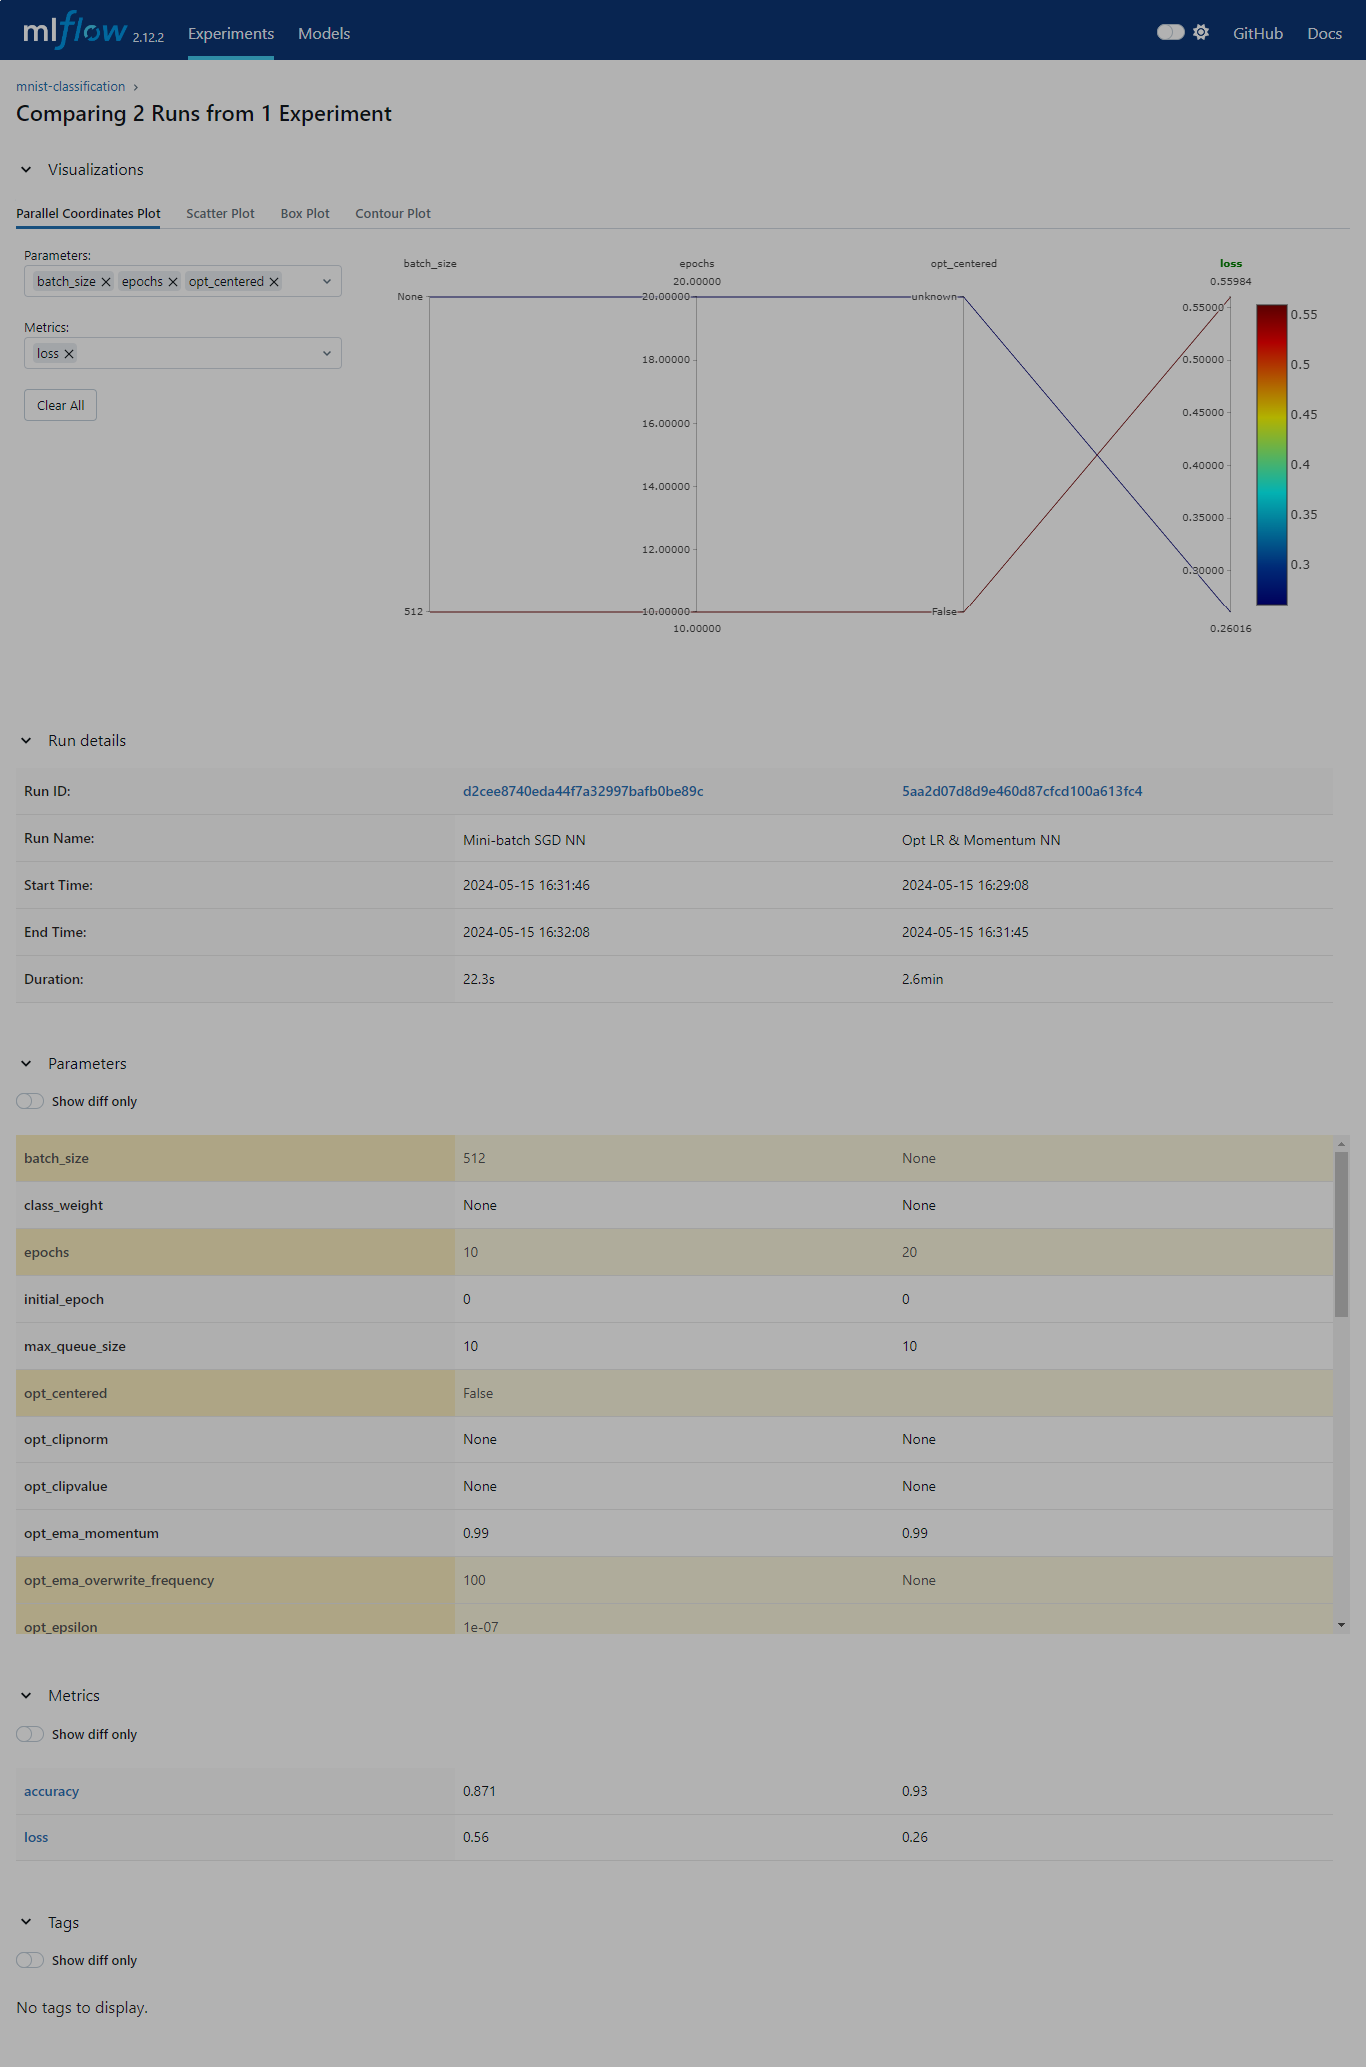 mlflow 2.12.2 Experiments Models GitHub Docs
mnist-classification
Comparing 2 Runs from 1 Experiment
Visualizations
Parallel Coordinates Plot Scatter Plot Box Plot Contour Plot
Parameters:
batch_size epochs opt_centered
Metrics:
loss
Clear All
batch_size epochs opt_centered loss
20.00000 0.55984
None 20.00000 unknown
0.55000 0.55
18.00000 0.50000 0.5
16.00000 0.45000 0.45
14.00000 0.40000 0.4
0.35000 0.35
12.00000 0.30000 0.3
512 10.00000 False
10.00000 0.26016
Run details
Run ID: d2cee8740eda44f7a32997bafb0be89c 5aa2d07d8d9e460d87cfcd100a613fc4
Run Name: Mini-batch SGD NN Opt LR & Momentum NN
Start Time: 2024-05-15 16:31:46 2024-05-15 16:29:08
End Time: 2024-05-15 16:32:08 2024-05-15 16:31:45
Duration: 22.3s 2.6min
Parameters
Show diff only
batch_size 512 None
class_weight None None
epochs 10 20
initial_epoch 0 0
max_queue_size 10 10
opt_centered False
opt_clipnorm None None
opt_clipvalue None None
opt_ema_momentum 0.99 0.99
opt_ema_overwrite_frequency 100 None
opt_epsilon 1e-07
Metrics
Show diff only
accuracy 0.871 0.93
loss 0.56 0.26
Tags
Show diff only
No tags to display.